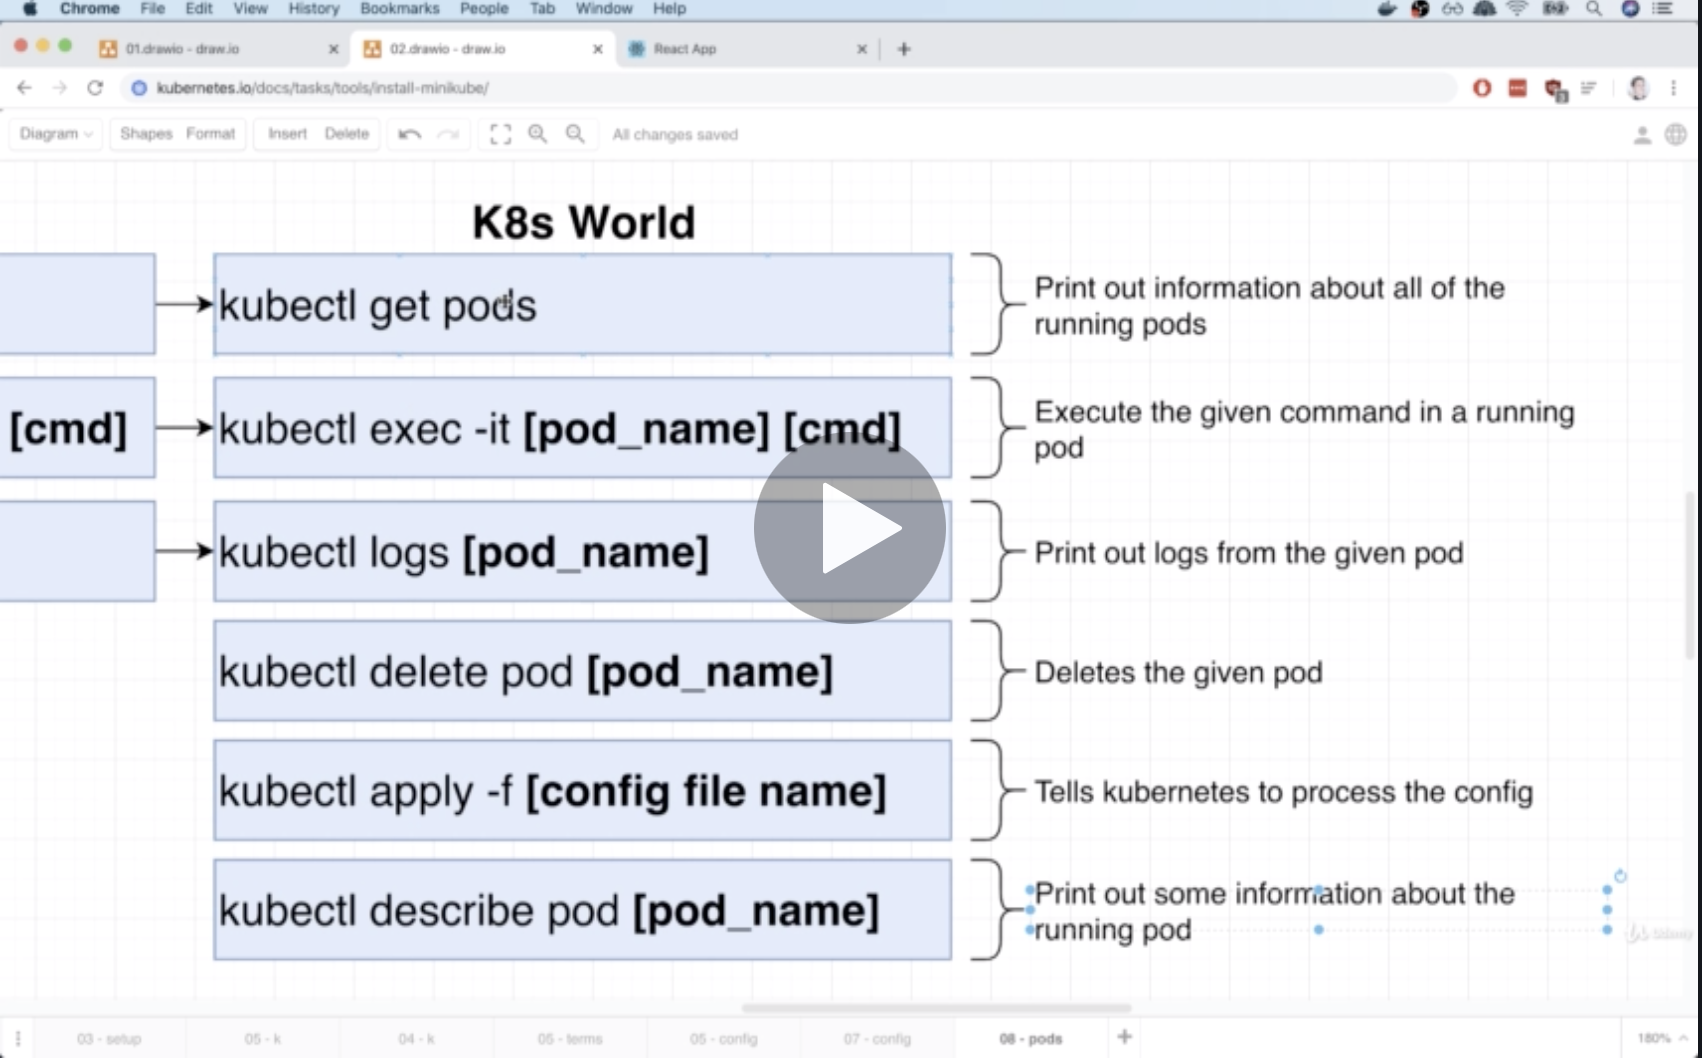 Chrome File Edit View History Bookmarks People Tab Window Help
01.drawio - draw.io
02.drawio - draw.io
React App
kubernetes.io/docs/tasks/tools/install-minikube/
Diagram Shapes Format Insert Delete All changes saved
K8s World
kubectl get pods
Print out information about all of the
running pods
[cmd]
kubectl exec -it [pod_name] [cmd]
Execute the given command in a running
pod
kubectl logs [pod_name]
Print out logs from the given pod
kubectl delete pod [pod_name]
Deletes the given pod
kubectl apply -f [config file name]
Tells kubernetes to process the config
kubectl describe pod [pod_name]
Print out some information about the
running pod
Udemy
03 - setup
05 - k
04 - k
05 - terms
05 - config
07 - config
08 - pods
180%